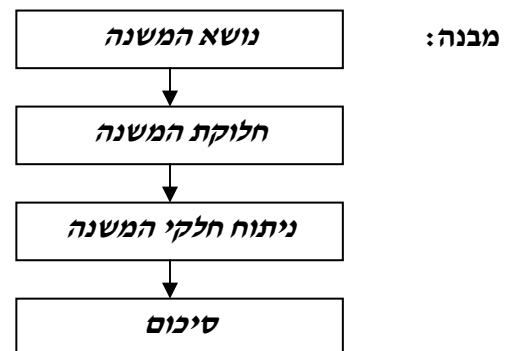 מבנה:
נושא המשנה
חלוקת המשנה
ניתוח חלקי המשנה
סיכום